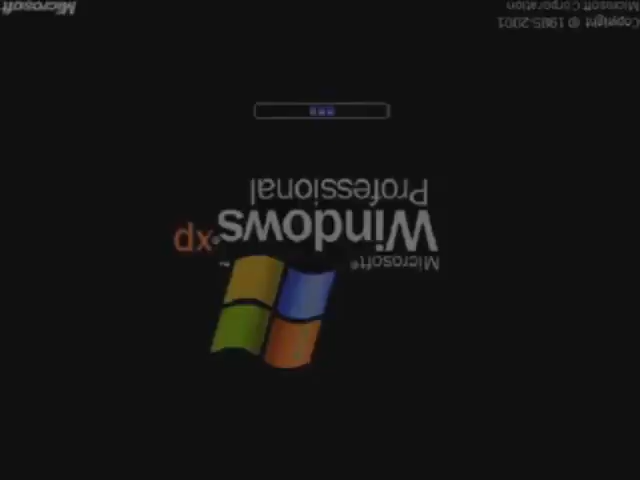 Microsoft®
Windows xp
Professional
Copyright © 1985-2001
Microsoft Corporation
Microsoft